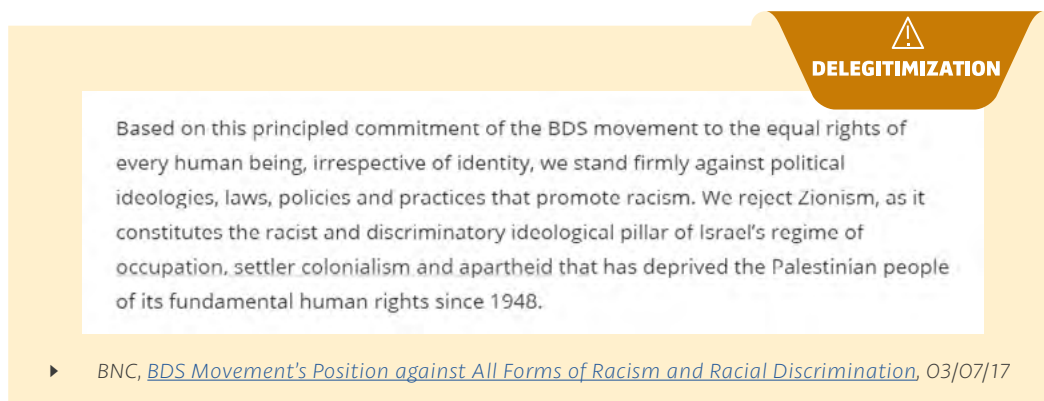 DELEGITIMIZATION
Based on this principled commitment of the BDS movement to the equal rights of
every human being, irrespective of identity, we stand firmly against political
ideologies, laws, policies and practices that promote racism. We reject Zionism, as it
constitutes the racist and discriminatory ideological pillar of Israel's regime of
occupation, settler colonialism and apartheid that has deprived the Palestinian people
of its fundamental human rights since 1948.
BNC, BDS Movement's Position against All Forms of Racism and Racial Discrimination, 03/07/17